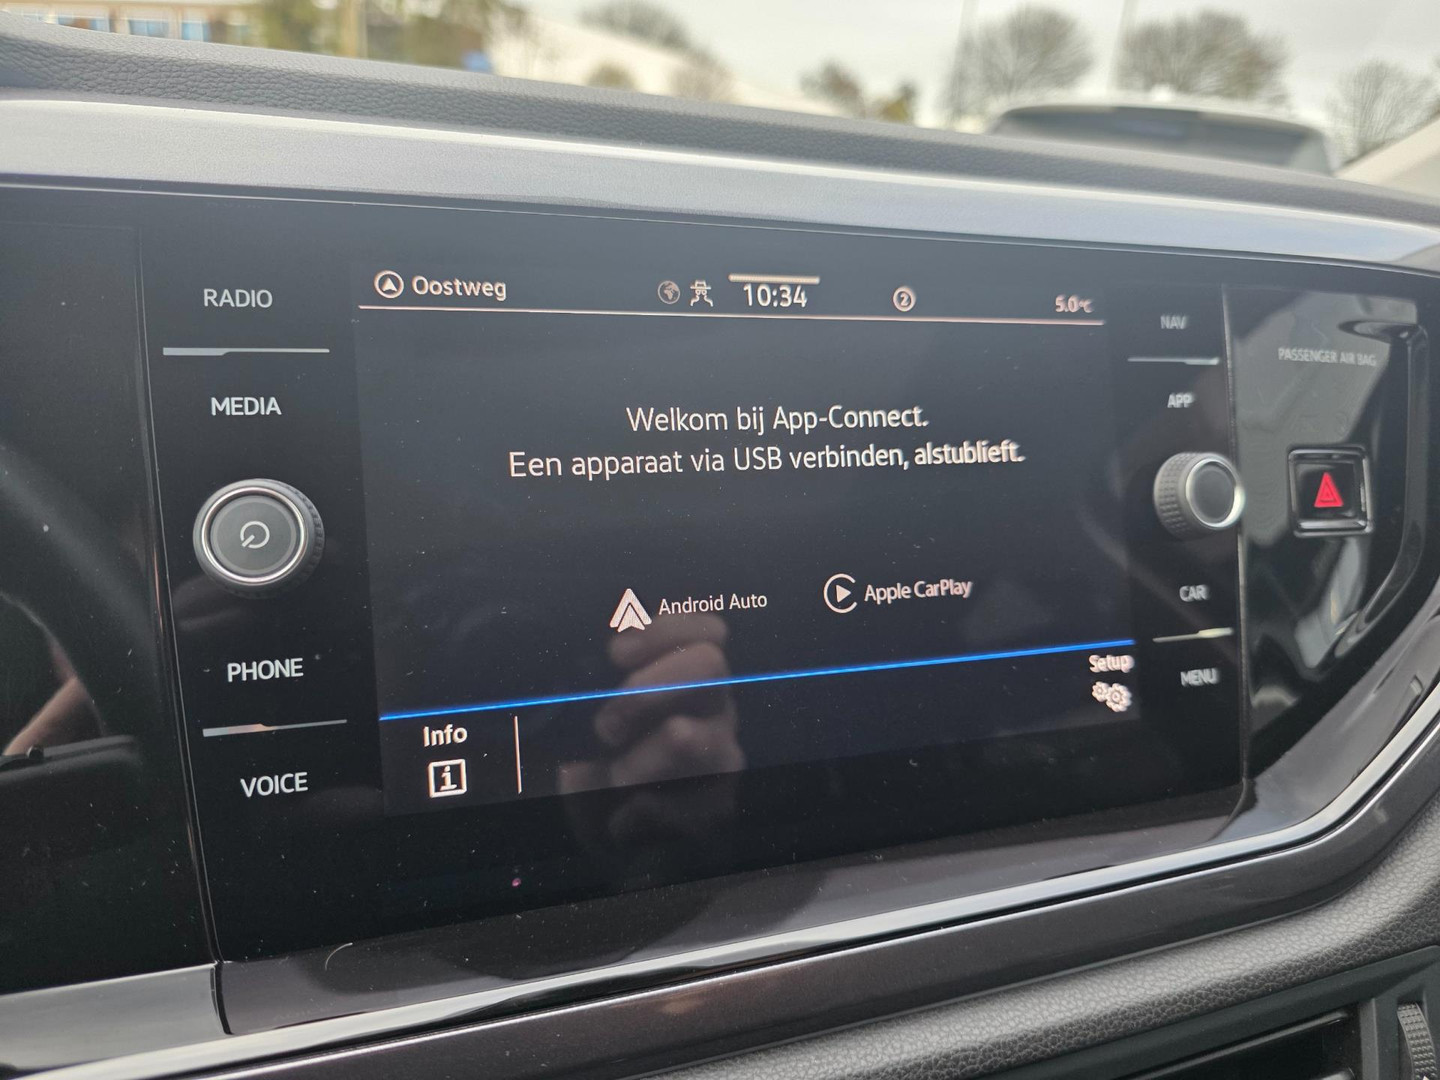 RADIO
MEDIA
PHONE
VOICE
Oostweg
10:34
2
5.0°C
Welkom bij App-Connect.
Een apparaat via USB verbinden, alstublieft.
Android Auto
Apple CarPlay
Setup
Info
i
NAV
APP
CAR
MENU
PASSENGER AIR BAG